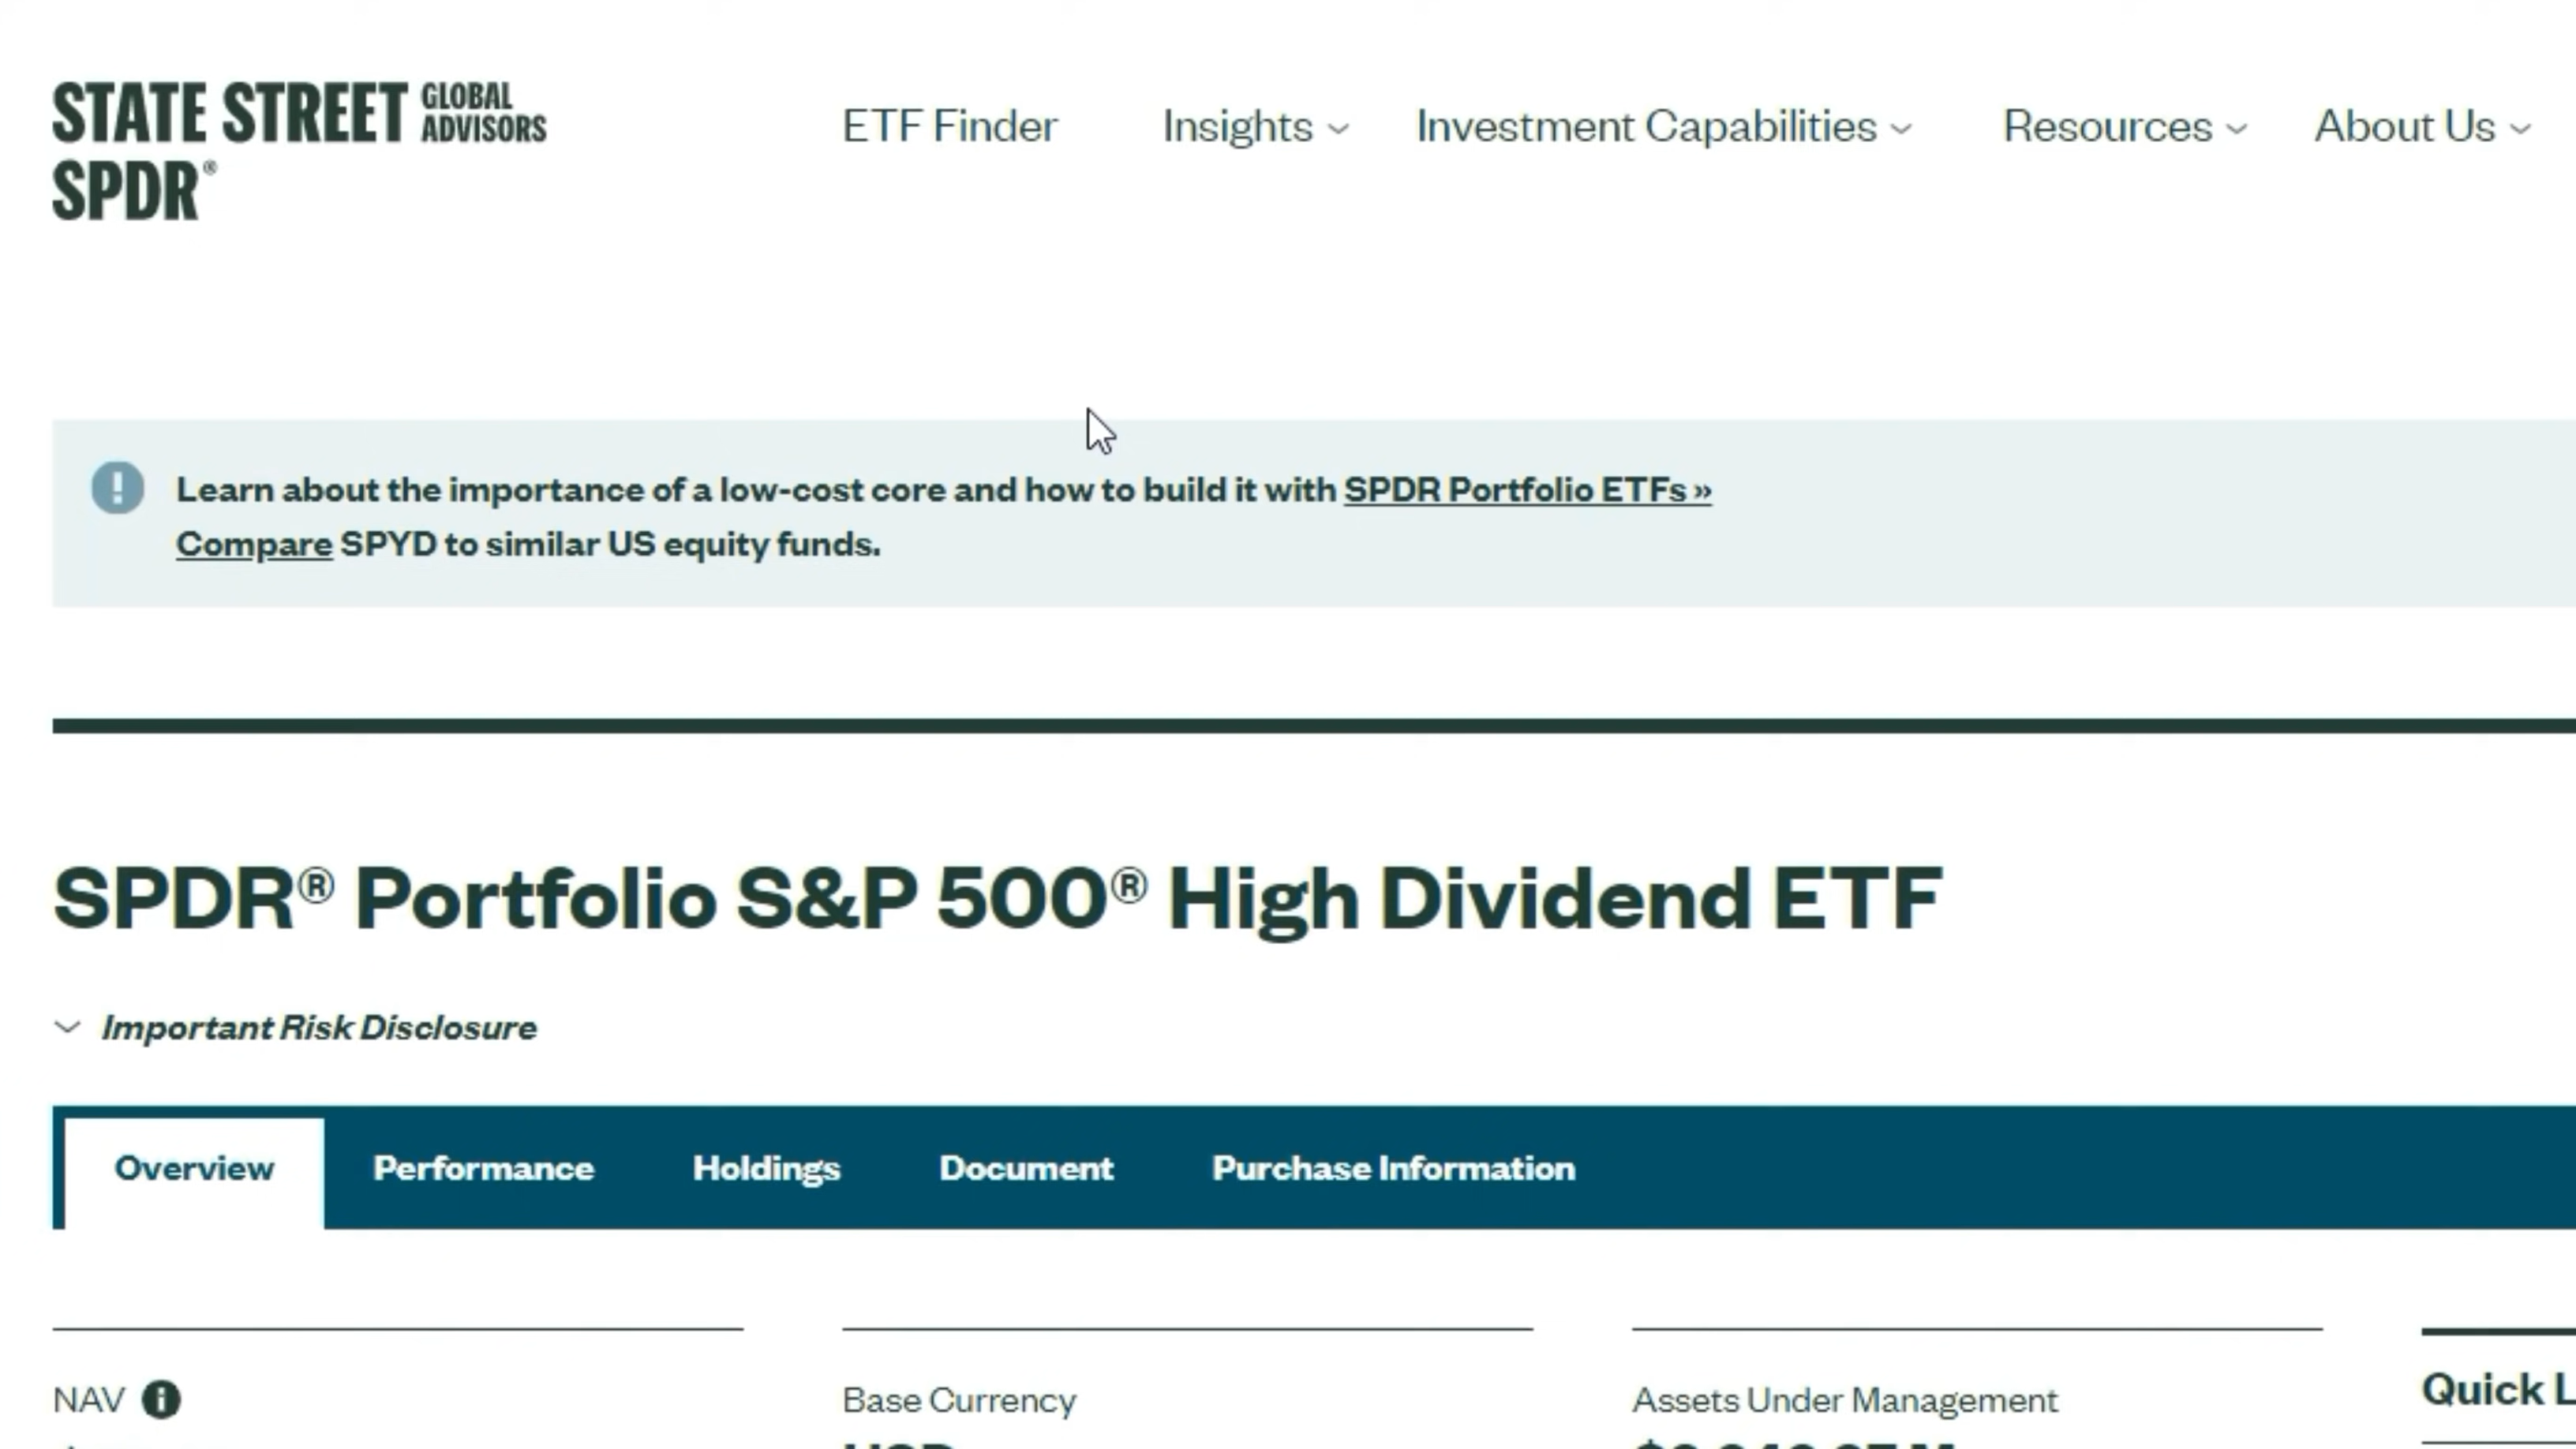 STATE STREET GLOBAL ADVISORS
SPDR®
ETF Finder Insights Investment Capabilities Resources About Us
Learn about the importance of a low-cost core and how to build it with SPDR Portfolio ETFs »
Compare SPYD to similar US equity funds.
SPDR® Portfolio S&P 500® High Dividend ETF
Important Risk Disclosure
Overview Performance Holdings Document Purchase Information
NAV Base Currency Assets Under Management Quick